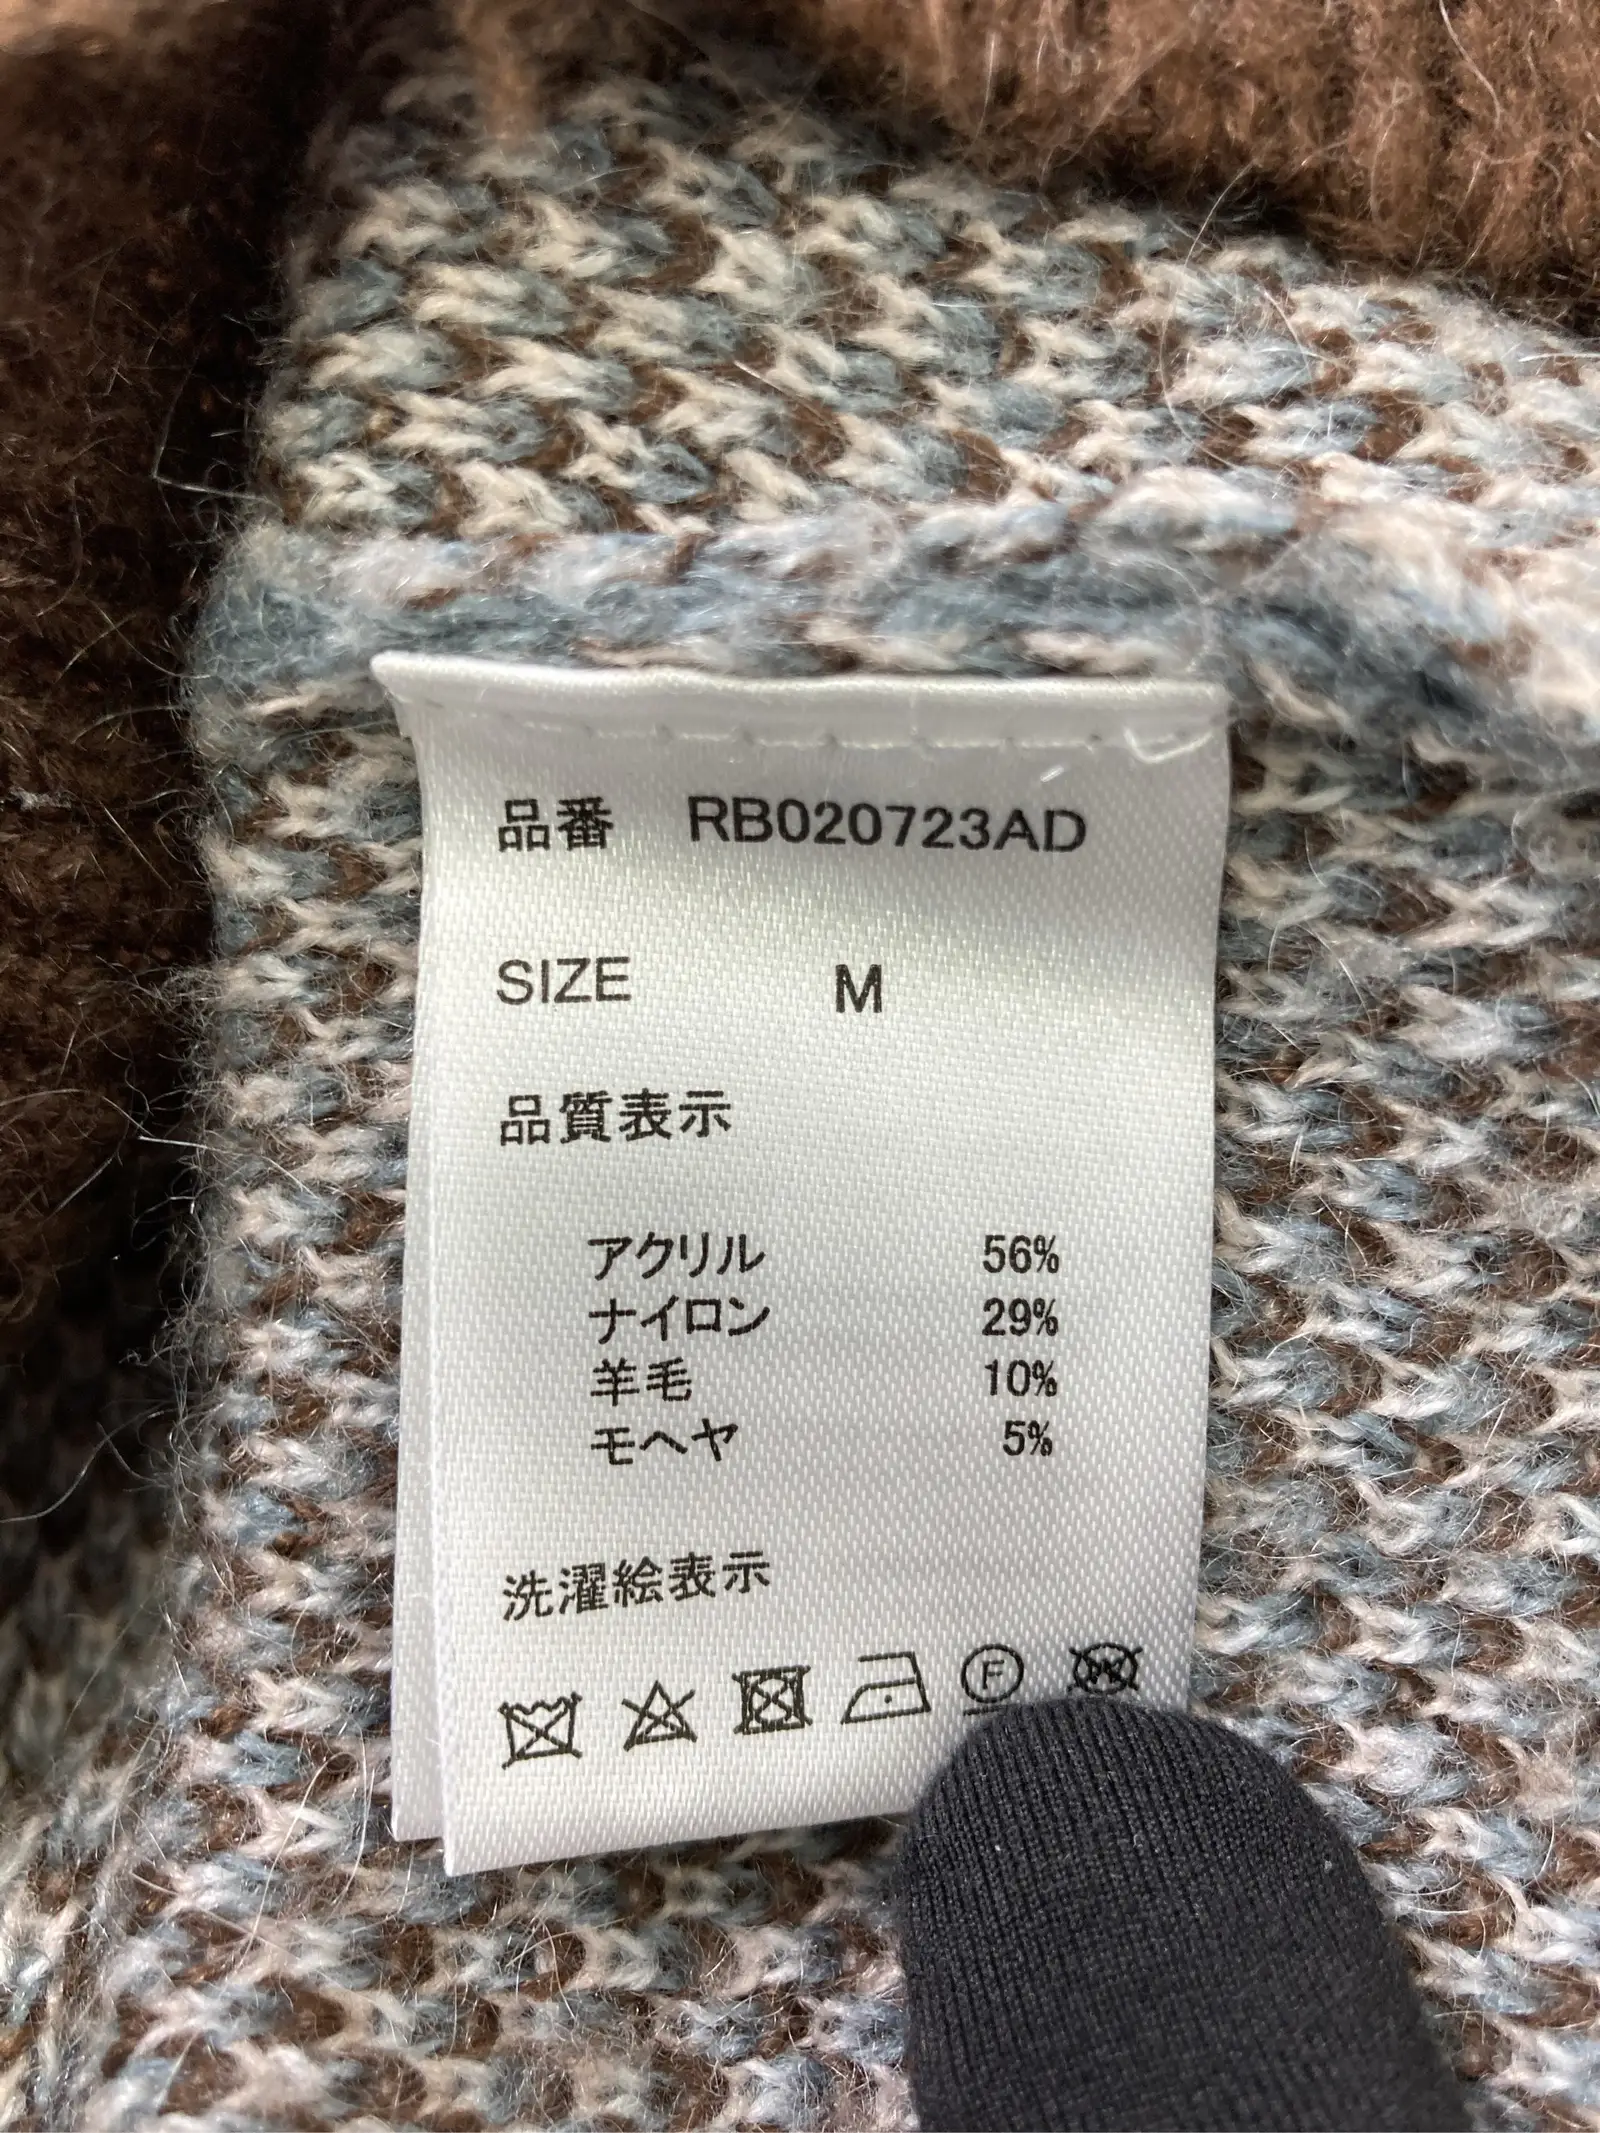 品番 RB020723AD
SIZE M
品質表示
アクリル 56%
ナイロン 29%
羊毛 10%
モヘヤ 5%
洗濯絵表示
F W